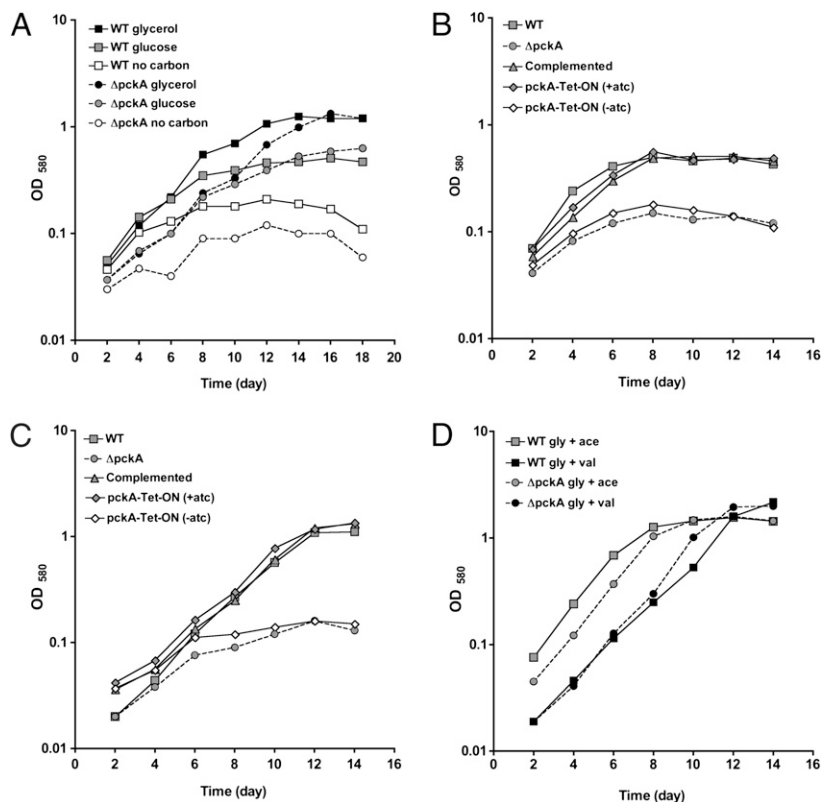 A
WT glycerol
WT glucose
WT no carbon
ΔpckA glycerol
ΔpckA glucose
ΔpckA no carbon
10
1
0.1
0.01
OD 580
0 2 4 6 8 10 12 14 16 18 20
Time (day)
B
WT
ΔpckA
Complemented
pckA-Tet-ON (+atc)
pckA-Tet-ON (-atc)
10
1
0.1
0.01
OD 580
0 2 4 6 8 10 12 14 16
Time (day)
C
WT
ΔpckA
Complemented
pckA-Tet-ON (+atc)
pckA-Tet-ON (-atc)
10
1
0.1
0.01
OD 580
0 2 4 6 8 10 12 14 16
Time (day)
D
WT gly + ace
WT gly + val
ΔpckA gly + ace
ΔpckA gly + val
10
1
0.1
0.01
OD 580
0 2 4 6 8 10 12 14 16
Time (day)